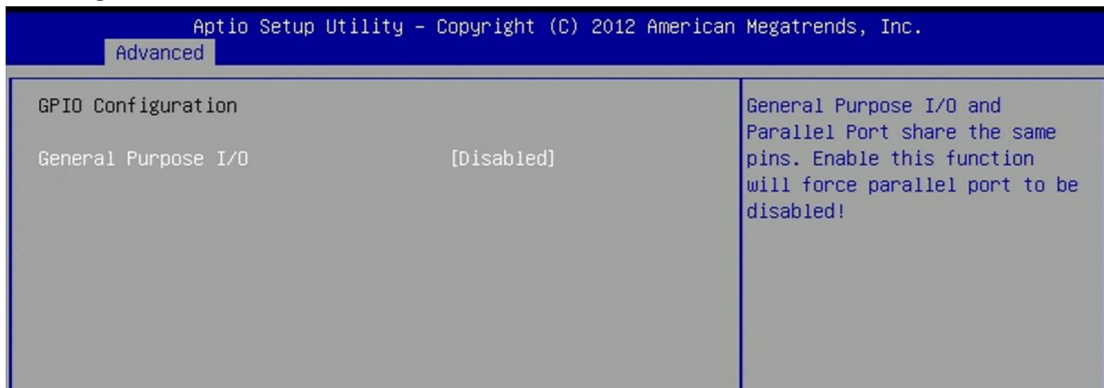 Aptio Setup Utility – Copyright (C) 2012 American Megatrends, Inc.
Advanced
GPIO Configuration
General Purpose I/O [Disabled]
General Purpose I/O and
Parallel Port share the same
pins. Enable this function
will force parallel port to be
disabled!